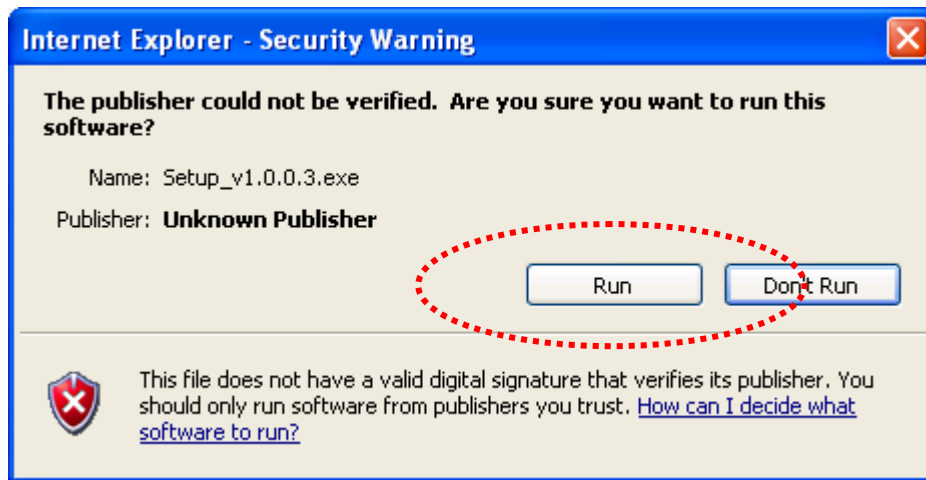 Internet Explorer - Security Warning
The publisher could not be verified.  Are you sure you want to run this
software?
Name: Setup_v1.0.0.3.exe
Publisher: Unknown Publisher
Run
Don't Run
This file does not have a valid digital signature that verifies its publisher. You
should only run software from publishers you trust. How can I decide what
software to run?